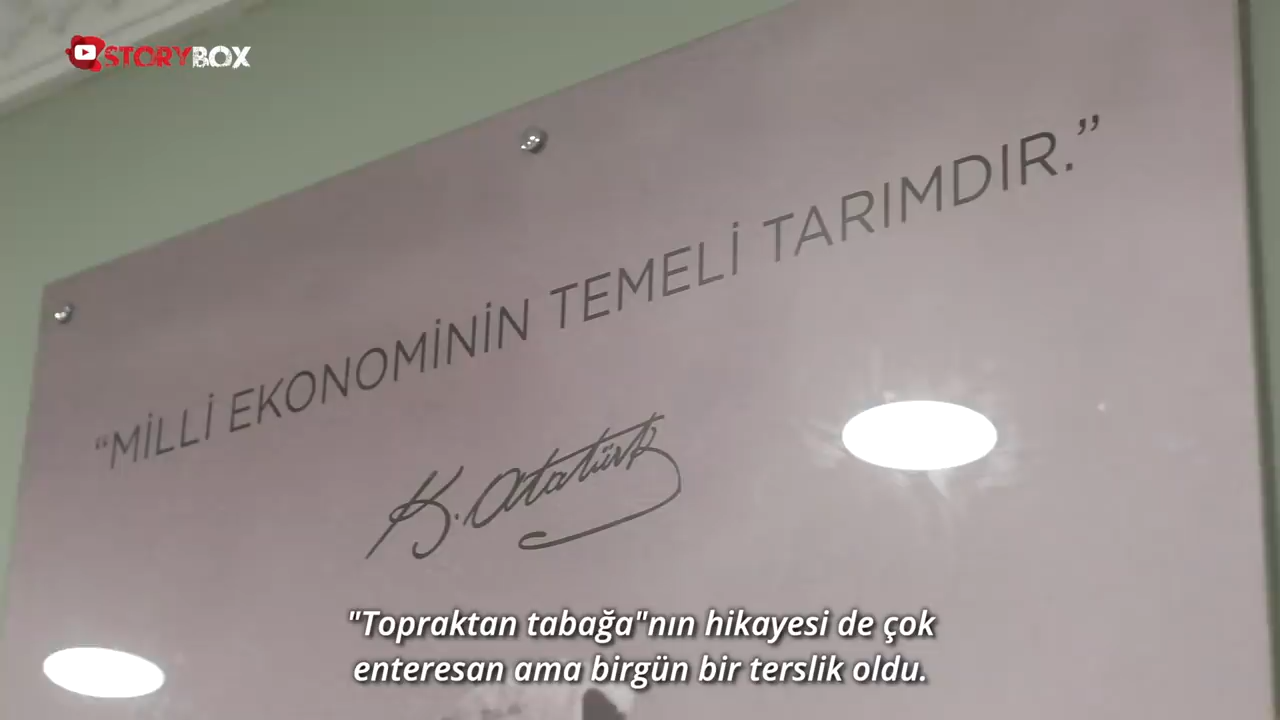 STORYBOX
“MİLLİ EKONOMİNİN TEMELİ TARIMDIR.”
K. Atatürk
"Topraktan tabağa"nın hikayesi de çok
enteresan ama birgün bir terslik oldu.